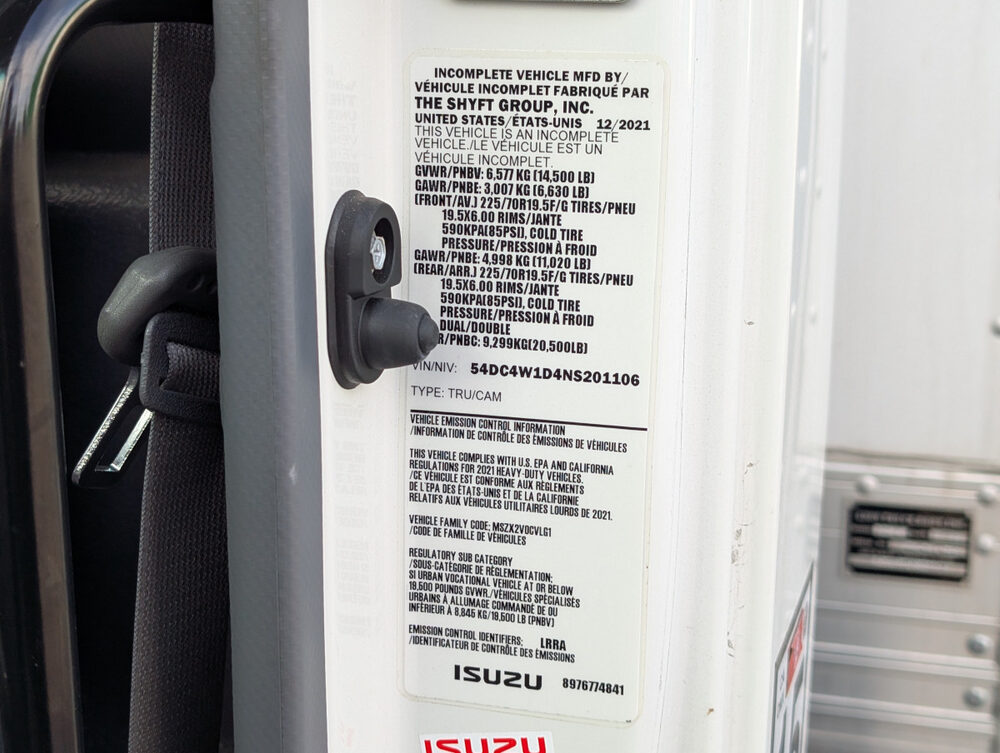 INCOMPLETE VEHICLE MFD BY/
VÉHICULE INCOMPLET FABRIQUÉ PAR
THE SHYFT GROUP, INC.
UNITED STATES/ÉTATS-UNIS 12/2021
THIS VEHICLE IS AN INCOMPLETE
VEHICLE./LE VÉHICULE EST UN
VÉHICULE INCOMPLET.
GVWR/PNBV: 6,577 KG (14,500 LB)
GAWR/PNBE: 3,007 KG (6,630 LB)
(FRONT/AV.) 225/70R19.5F/G TIRES/PNEU
19.5X6.00 RIMS/JANTE
590KPA(85PSI), COLD TIRE
PRESSURE/PRESSION À FROID
GAWR/PNBE: 4,998 KG (11,020 LB)
(REAR/ARR.) 225/70R19.5F/G TIRES/PNEU
19.5X6.00 RIMS/JANTE
590KPA(85PSI), COLD TIRE
PRESSURE/PRESSION À FROID
DUAL/DOUBLE
R/PNBC: 9,299KG(20,500LB)
VIN/NIV: 54DC4W1D4NS201106
TYPE: TRU/CAM
VEHICLE EMISSION CONTROL INFORMATION
/INFORMATION DE CONTRÔLE DES ÉMISSIONS DE VÉHICULES
THIS VEHICLE COMPLIES WITH U.S. EPA AND CALIFORNIA
REGULATIONS FOR 2021 HEAVY-DUTY VEHICLES.
/CE VÉHICULE EST CONFORME AUX RÈGLEMENTS
DE L'EPA DES ÉTATS-UNIS ET DE LA CALIFORNIE
RELATIFS AUX VÉHICULES UTILITAIRES LOURDS DE 2021.
VEHICLE FAMILY CODE: MSZX2VOCVLG1
/CODE DE FAMILLE DE VÉHICULES
REGULATORY SUB CATEGORY
/SOUS-CATÉGORIE DE RÉGLEMENTATION:
SI URBAN VOCATIONAL VEHICLE AT OR BELOW
19,500 POUNDS GVWR./VÉHICULES SPÉCIALISÉS
URBAINS À ALLUMAGE COMMANDÉ DE OU
INFÉRIEUR À 8,845 KG/19,500 LB (PNBV)
EMISSION CONTROL IDENTIFIERS: LRRA
/IDENTIFICATEUR DE CONTRÔLE DES ÉMISSIONS
ISUZU 8976774841
ISUZU